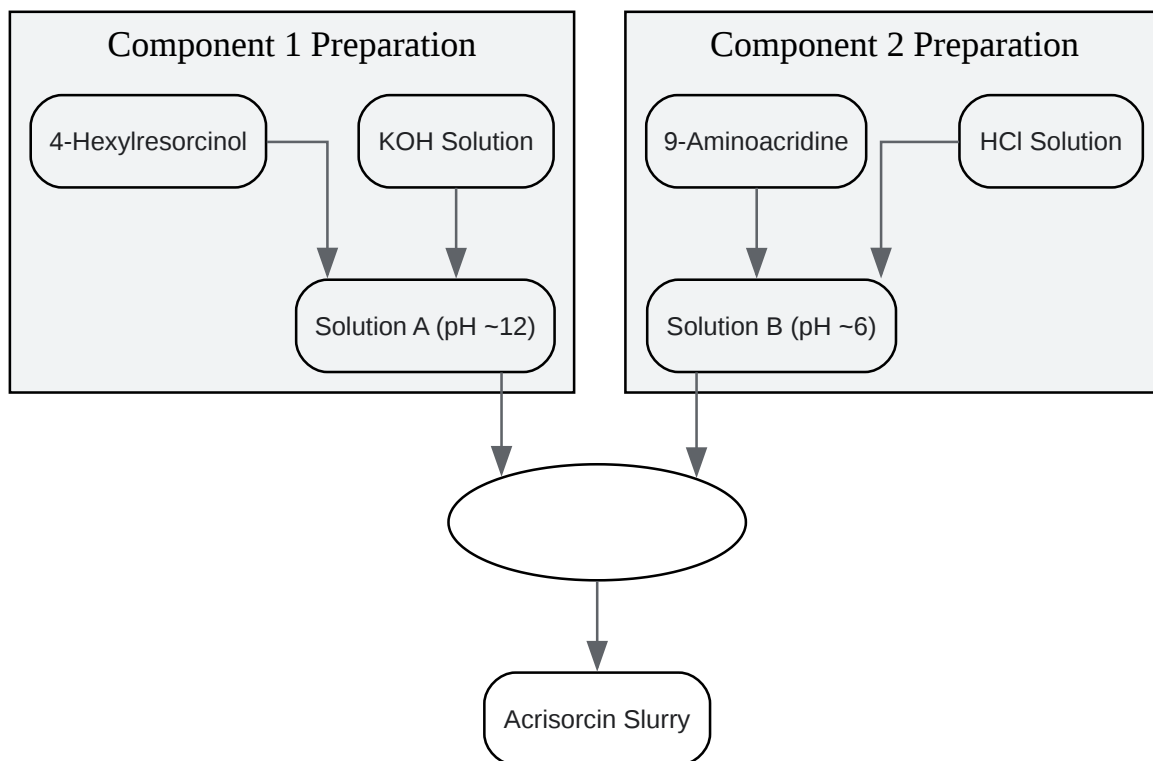 Component 1 Preparation
Component 2 Preparation
4-Hexylresorcinol
KOH Solution
9-Aminoacridine
HCl Solution
Solution A (pH ~12)
Solution B (pH ~6)
Acrisorcin Slurry